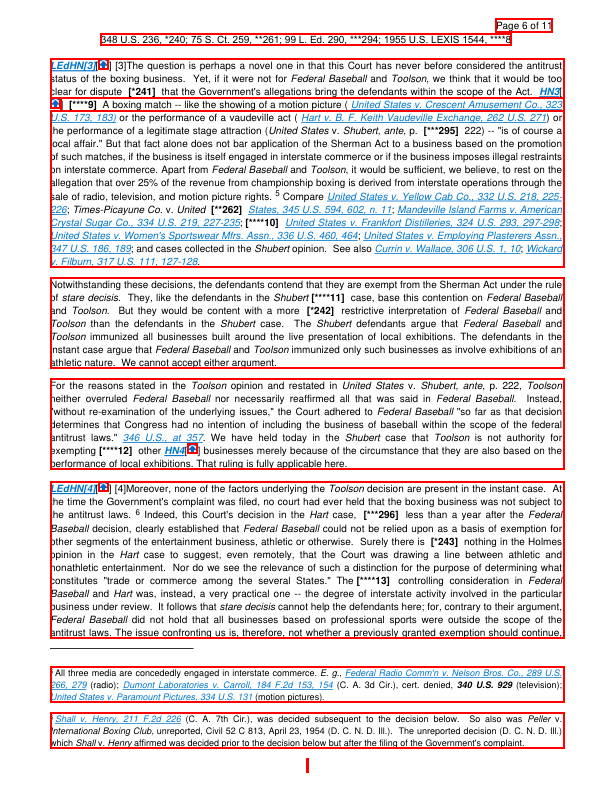 Page 6 of 11
348 U.S. 236, *240; 75 S. Ct. 259, **261; 99 L. Ed. 290, ***294; 1955 U.S. LEXIS 1544, ****8
LEdHN[3] [3]The question is perhaps a novel one in that this Court has never before considered the antitrust
status of the boxing business. Yet, if it were not for Federal Baseball and Toolson, we think that it would be too
clear for dispute [*241] that the Government's allegations bring the defendants within the scope of the Act. HN3[
] [****9] A boxing match -- like the showing of a motion picture ( United States v. Crescent Amusement Co., 323
U.S. 173, 183) or the performance of a vaudeville act ( Hart v. B. F. Keith Vaudeville Exchange, 262 U.S. 271) or
the performance of a legitimate stage attraction (United States v. Shubert, ante, p. [***295] 222) -- "is of course a
local affair." But that fact alone does not bar application of the Sherman Act to a business based on the promotion
of such matches, if the business is itself engaged in interstate commerce or if the business imposes illegal restraints
on interstate commerce. Apart from Federal Baseball and Toolson, it would be sufficient, we believe, to rest on the
allegation that over 25% of the revenue from championship boxing is derived from interstate operations through the
sale of radio, television, and motion picture rights. 5 Compare United States v. Yellow Cab Co., 332 U.S. 218, 225-
226; Times-Picayune Co. v. United [**262] States, 345 U.S. 594, 602, n. 11; Mandeville Island Farms v. American
Crystal Sugar Co., 334 U.S. 219, 227-235; [****10] United States v. Frankfort Distilleries, 324 U.S. 293, 297-298;
United States v. Women's Sportswear Mfrs. Assn., 336 U.S. 460, 464; United States v. Employing Plasterers Assn.,
347 U.S. 186, 189; and cases collected in the Shubert opinion. See also Currin v. Wallace, 306 U.S. 1, 10; Wickard
v. Filburn, 317 U.S. 111, 127-128.
Notwithstanding these decisions, the defendants contend that they are exempt from the Sherman Act under the rule
of stare decisis. They, like the defendants in the Shubert [****11] case, base this contention on Federal Baseball
and Toolson. But they would be content with a more [*242] restrictive interpretation of Federal Baseball and
Toolson than the defendants in the Shubert case. The Shubert defendants argue that Federal Baseball and
Toolson immunized all businesses built around the live presentation of local exhibitions. The defendants in the
instant case argue that Federal Baseball and Toolson immunized only such businesses as involve exhibitions of an
athletic nature. We cannot accept either argument.
For the reasons stated in the Toolson opinion and restated in United States v. Shubert, ante, p. 222, Toolson
neither overruled Federal Baseball nor necessarily reaffirmed all that was said in Federal Baseball. Instead,
"without re-examination of the underlying issues," the Court adhered to Federal Baseball "so far as that decision
determines that Congress had no intention of including the business of baseball within the scope of the federal
antitrust laws." 346 U.S., at 357. We have held today in the Shubert case that Toolson is not authority for
exempting [****12] other HN4[] businesses merely because of the circumstance that they are also based on the
performance of local exhibitions. That ruling is fully applicable here.
LEdHN[4] [4]Moreover, none of the factors underlying the Toolson decision are present in the instant case. At
the time the Government's complaint was filed, no court had ever held that the boxing business was not subject to
the antitrust laws. 6 Indeed, this Court's decision in the Hart case, [***296] less than a year after the Federal
Baseball decision, clearly established that Federal Baseball could not be relied upon as a basis of exemption for
other segments of the entertainment business, athletic or otherwise. Surely there is [*243] nothing in the Holmes
opinion in the Hart case to suggest, even remotely, that the Court was drawing a line between athletic and
nonathletic entertainment. Nor do we see the relevance of such a distinction for the purpose of determining what
constitutes "trade or commerce among the several States." The [****13] controlling consideration in Federal
Baseball and Hart was, instead, a very practical one -- the degree of interstate activity involved in the particular
business under review. It follows that stare decisis cannot help the defendants here; for, contrary to their argument,
Federal Baseball did not hold that all businesses based on professional sports were outside the scope of the
antitrust laws. The issue confronting us is, therefore, not whether a previously granted exemption should continue,
5 All three media are concededly engaged in interstate commerce. E. g., Federal Radio Comm'n v. Nelson Bros. Co., 289 U.S.
266, 279 (radio); Dumont Laboratories v. Carroll, 184 F.2d 153, 154 (C. A. 3d Cir.), cert. denied, 340 U.S. 929 (television);
United States v. Paramount Pictures, 334 U.S. 131 (motion pictures).
6 Shall v. Henry, 211 F.2d 226 (C. A. 7th Cir.), was decided subsequent to the decision below. So also was Peller v.
International Boxing Club, unreported, Civil 52 C 813, April 23, 1954 (D. C. N. D. Ill.). The unreported decision (D. C. N. D. Ill.)
which Shall v. Henry affirmed was decided prior to the decision below but after the filing of the Government's complaint.